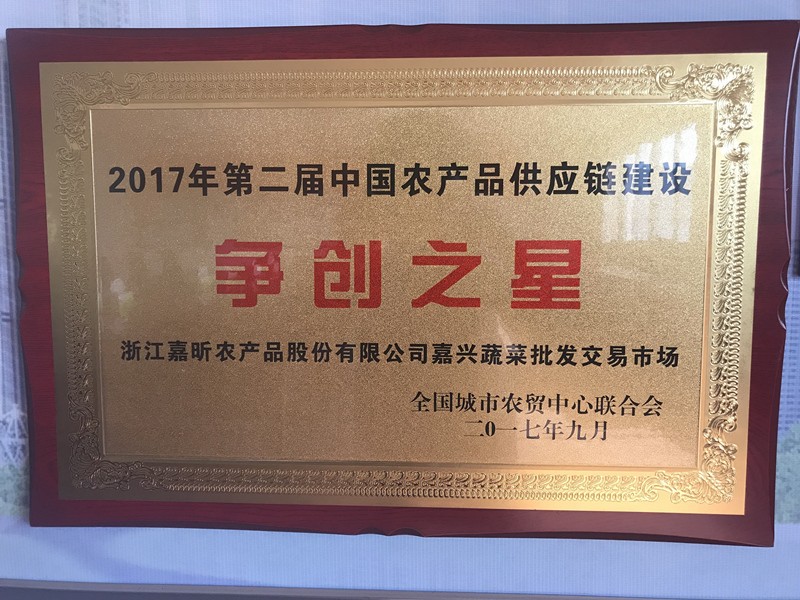 2017年第二届中国农产品供应链建设
争创之星
浙江嘉昕农产品股份有限公司嘉兴蔬菜批发交易市场
全国城市农贸中心联合会
二0一七年九月